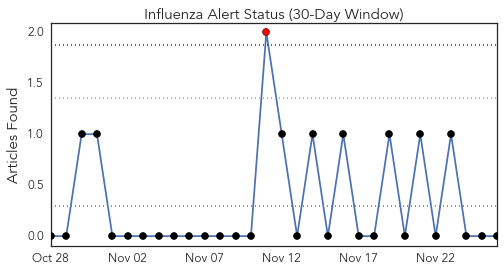 Influenza Alert Status (30-Day Window)
Articles Found
2.0
1.5
1.0
0.5
0.0
Oct 28 Nov 02 Nov 07 Nov 12 Nov 17 Nov 22